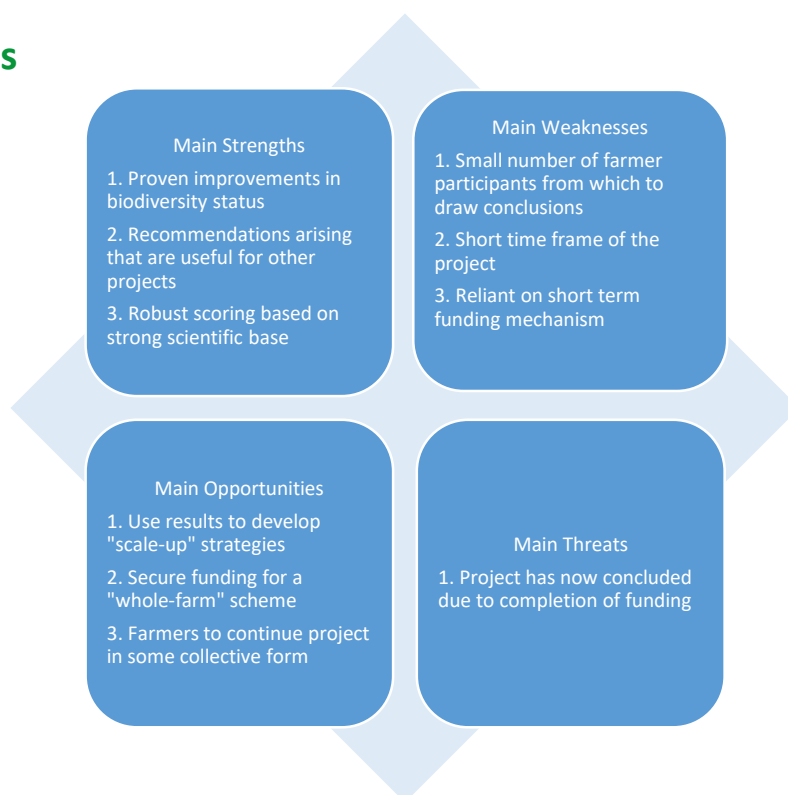 s
Main Strengths
1. Proven improvements in
biodiversity status
2. Recommendations arising
that are useful for other
projects
3. Robust scoring based on
strong scientific base
Main Weaknesses
1. Small number of farmer
participants from which to
draw conclusions
2. Short time frame of the
project
3. Reliant on short term
funding mechanism
Main Opportunities
1. Use results to develop
"scale-up" strategies
2. Secure funding for a
"whole-farm" scheme
3. Farmers to continue project
in some collective form
Main Threats
1. Project has now concluded
due to completion of funding